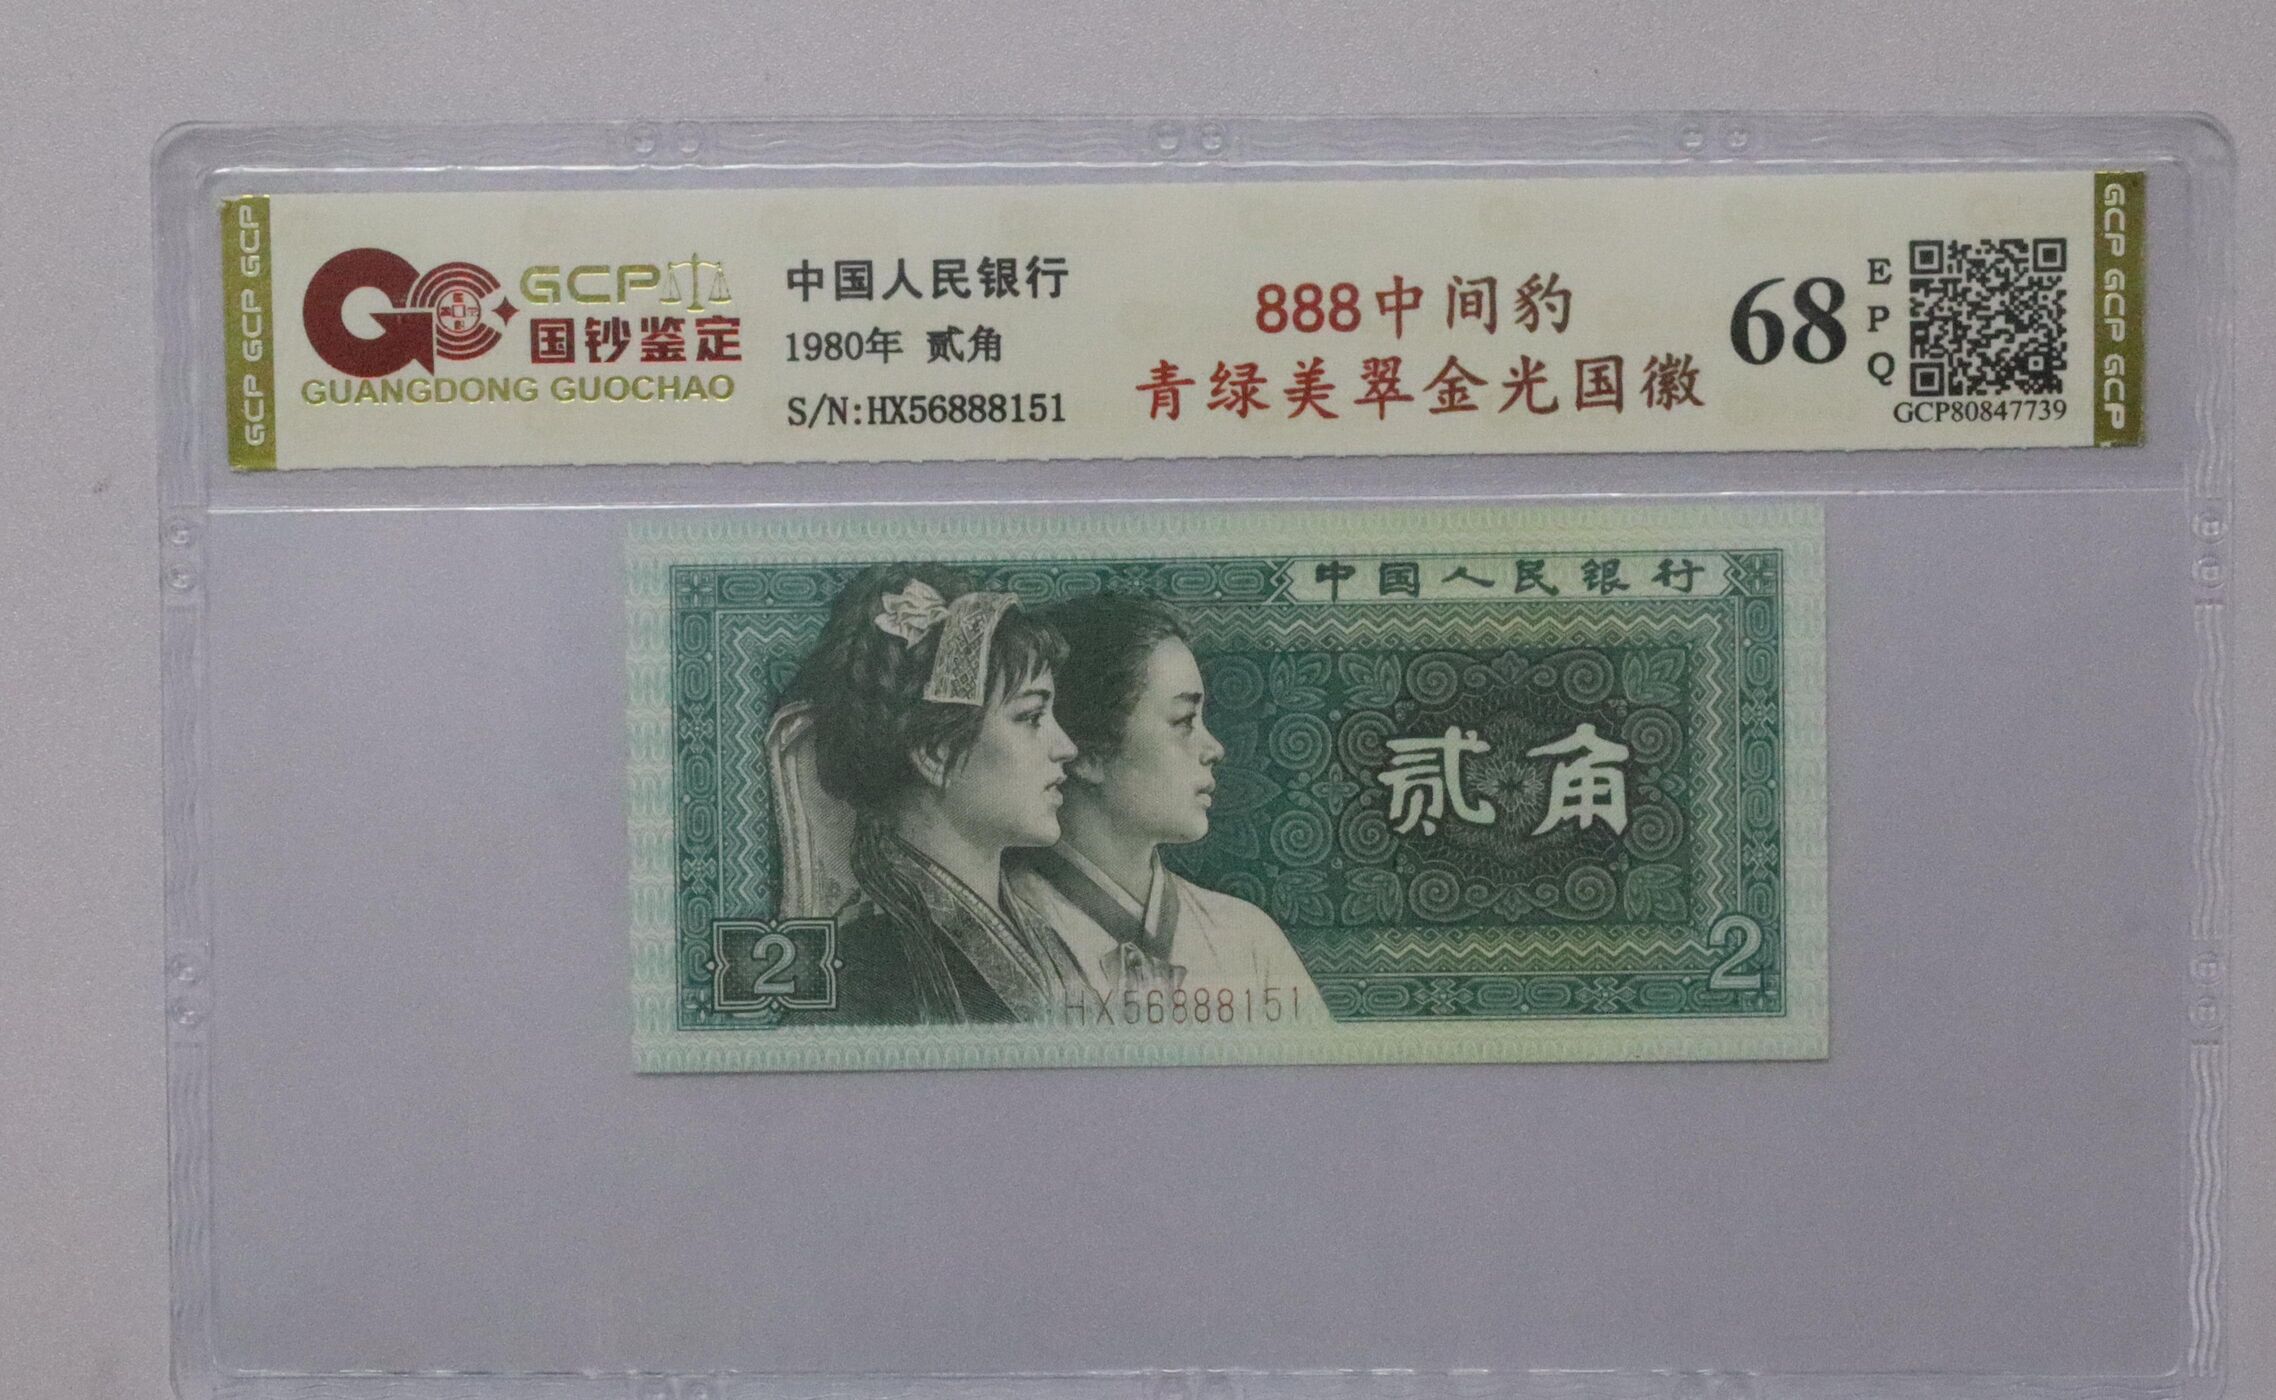 GCP GCP GCP
GCP
国钞鉴定
GUANGDONG GUOCHAO
中国人民银行
1980年 贰角
S/N:HX56888151
888中间豹
青绿美翠金光国徽
68
EPQ
GCP80847739
GCP GCP GCP
中国人民银行
贰角
2
2
HX56888151